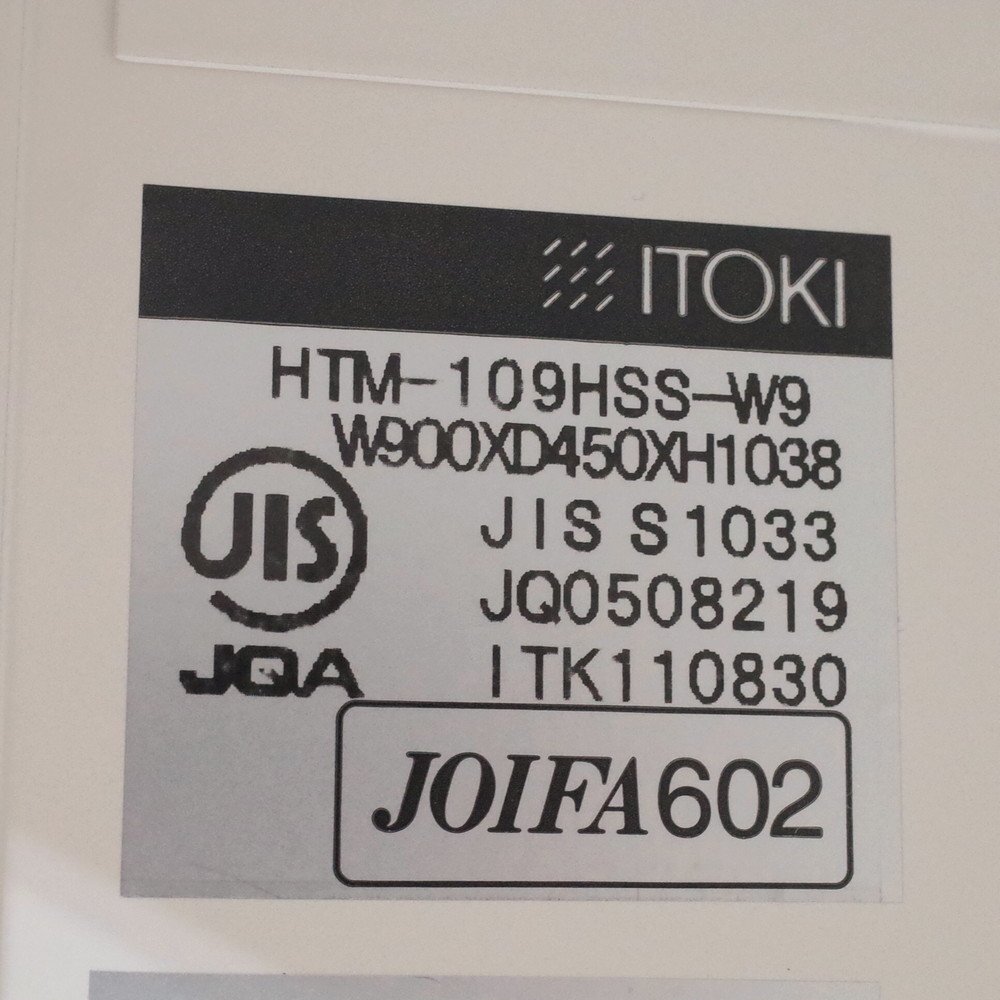 ITOKI
HTM-109HSS-W9
W900XD450XH1038
JIS
JIS S1033
JQ0508219
JQA
ITK110830
JOIFA602